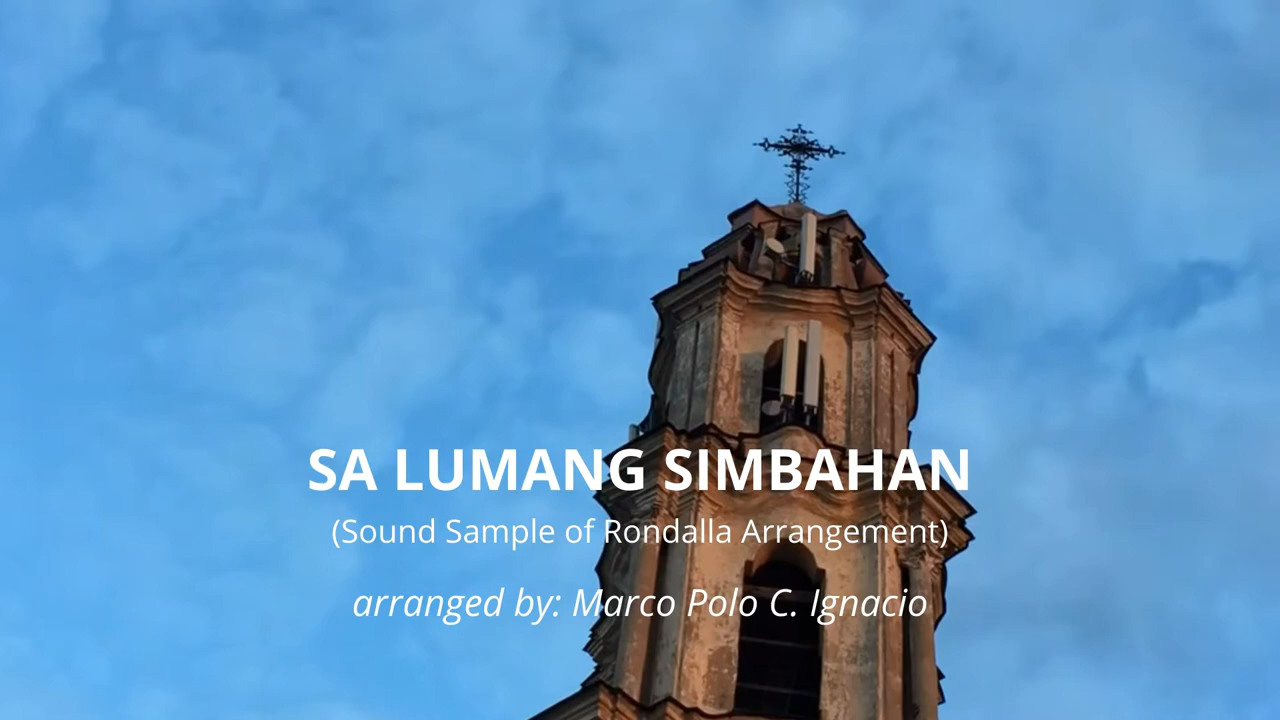 SA LUMANG SIMBAHAN
(Sound Sample of Rondalla Arrangement)
arranged by: Marco Polo C. Ignacio